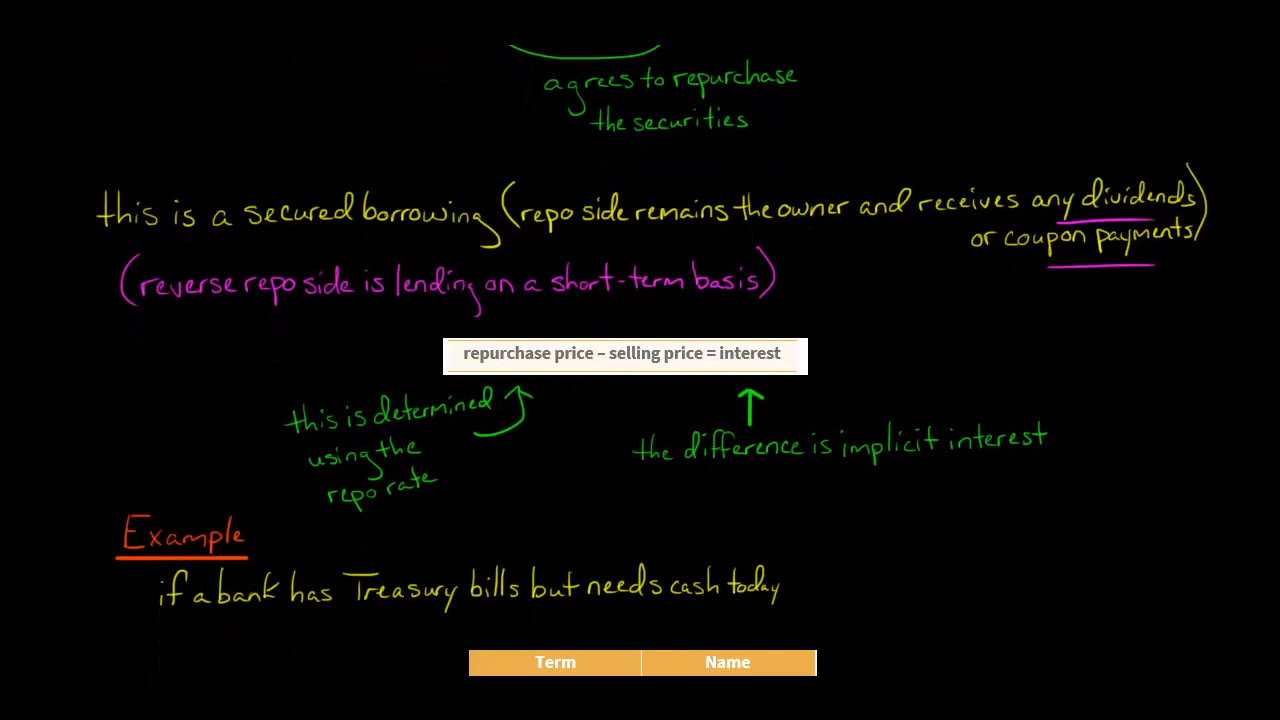 agrees to repurchase
the securities
this is a secured borrowing (repo side remains the owner and receives any dividends
or coupon payments)
(reverse repo side is lending on a short-term basis)
repurchase price – selling price = interest
this is determined
using the
repo rate
the difference is implicit interest
Example
if a bank has Treasury bills but needs cash today
Term Name